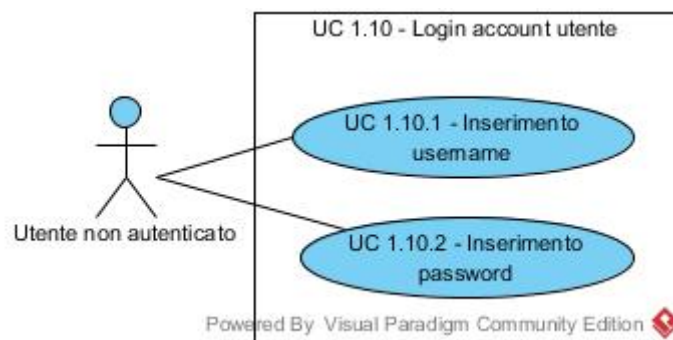 UC 1.10 - Login account utente
UC 1.10.1 - Inserimento
username
Utente non autenticato
UC 1.10.2 - Inserimento
password
Powered By Visual Paradigm Community Edition